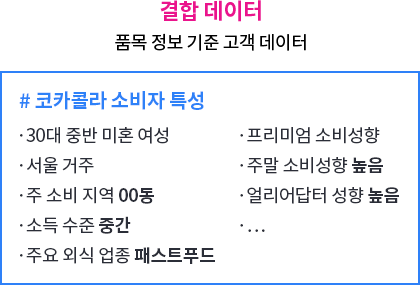 결합 데이터
품목 정보 기준 고객 데이터
# 코카콜라 소비자 특성
· 30대 중반 미혼 여성
· 서울 거주
· 주 소비 지역 00동
· 소득 수준 중간
· 주요 외식 업종 패스트푸드
· 프리미엄 소비성향
· 주말 소비성향 높음
· 얼리어답터 성향 높음
· . . .